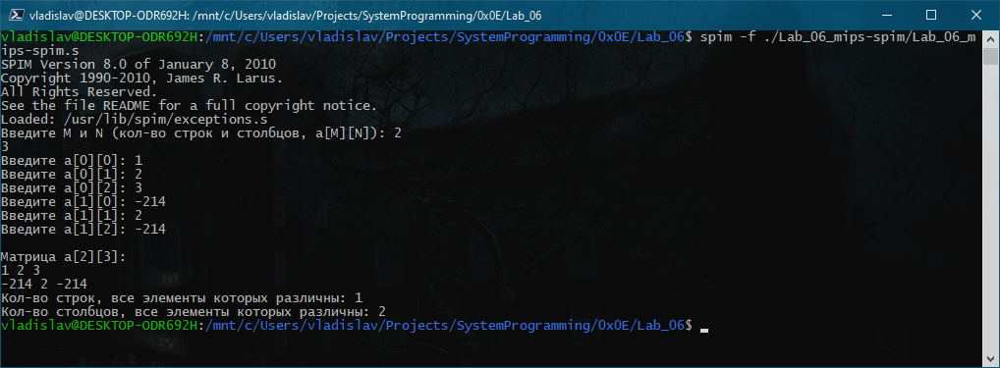 vladislav@DESKTOP-ODR692H: /mnt/c/Users/vladislav/Projects/SystemProgramming/0x0E/Lab_06
vladislav@DESKTOP-ODR692H:/mnt/c/Users/vladislav/Projects/SystemProgramming/0x0E/Lab_06$ spim -f ./Lab_06_mips-spim/Lab_06_m
ips-spim.s
SPIM Version 8.0 of January 8, 2010
Copyright 1990-2010, James R. Larus.
All Rights Reserved.
See the file README for a full copyright notice.
Loaded: /usr/lib/spim/exceptions.s
Введите M и N (кол-во строк и столбцов, a[M][N]): 2
3
Введите a[0][0]: 1
Введите a[0][1]: 2
Введите a[0][2]: 3
Введите a[1][0]: -214
Введите a[1][1]: 2
Введите a[1][2]: -214
Матрица a[2][3]:
1 2 3
-214 2 -214
Кол-во строк, все элементы которых различны: 1
Кол-во столбцов, все элементы которых различны: 2
vladislav@DESKTOP-ODR692H:/mnt/c/Users/vladislav/Projects/SystemProgramming/0x0E/Lab_06$